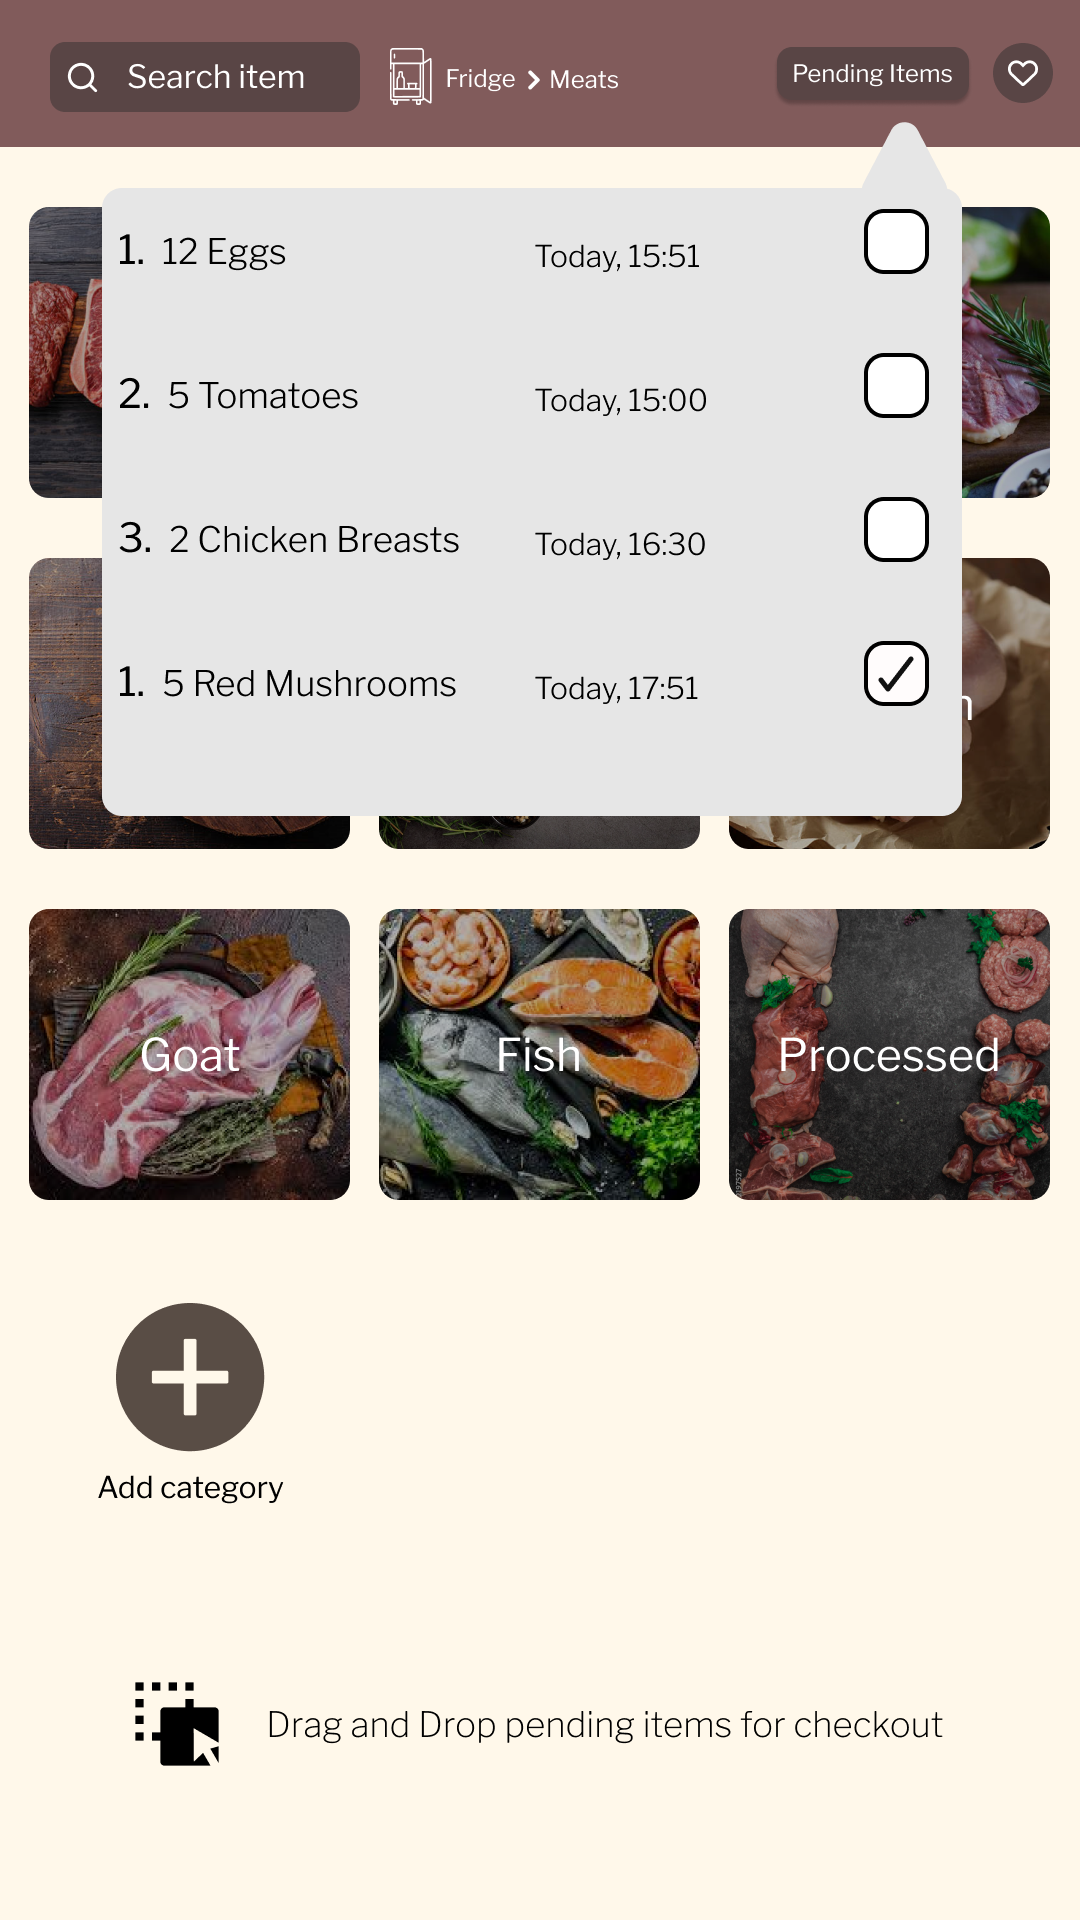 Search item
Fridge > Meats
Pending Items
1. 12 Eggs Today, 15:51
2. 5 Tomatoes Today, 15:00
3. 2 Chicken Breasts Today, 16:30
1. 5 Red Mushrooms Today, 17:51
Goat
Fish
Processed
Add category
Drag and Drop pending items for checkout